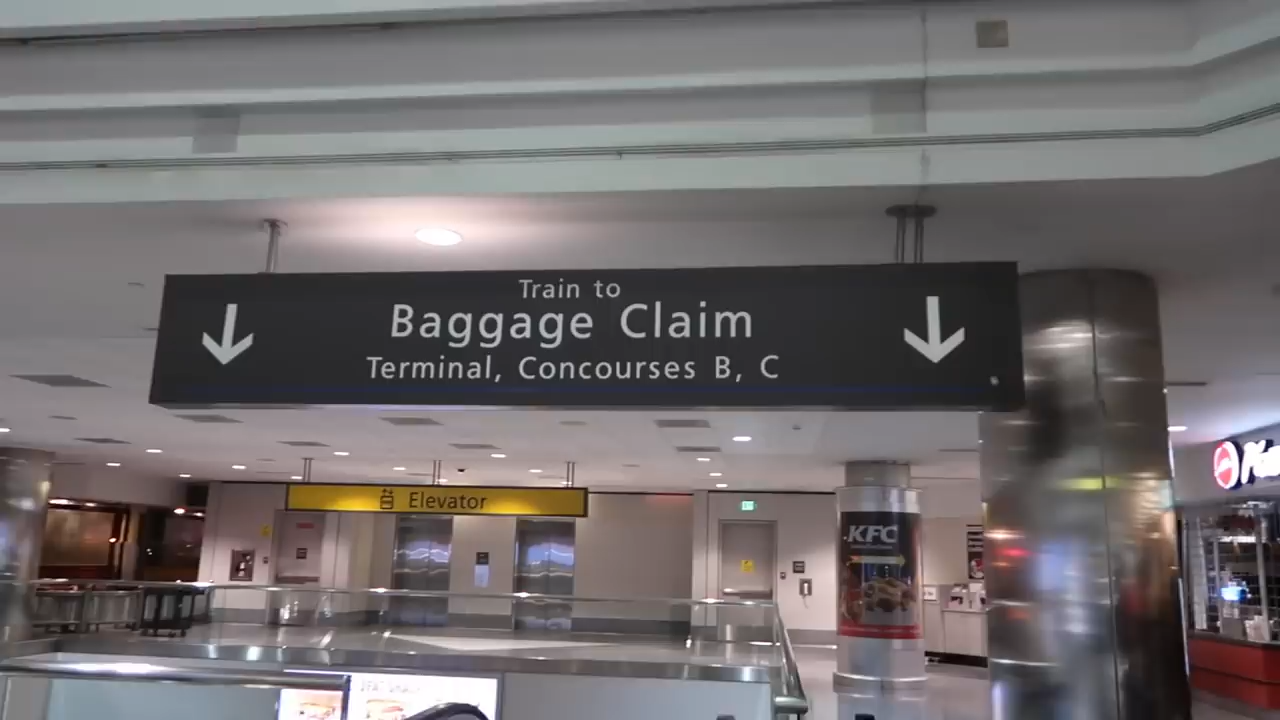 Train to
Baggage Claim
Terminal, Concourses B, C
Elevator
KFC